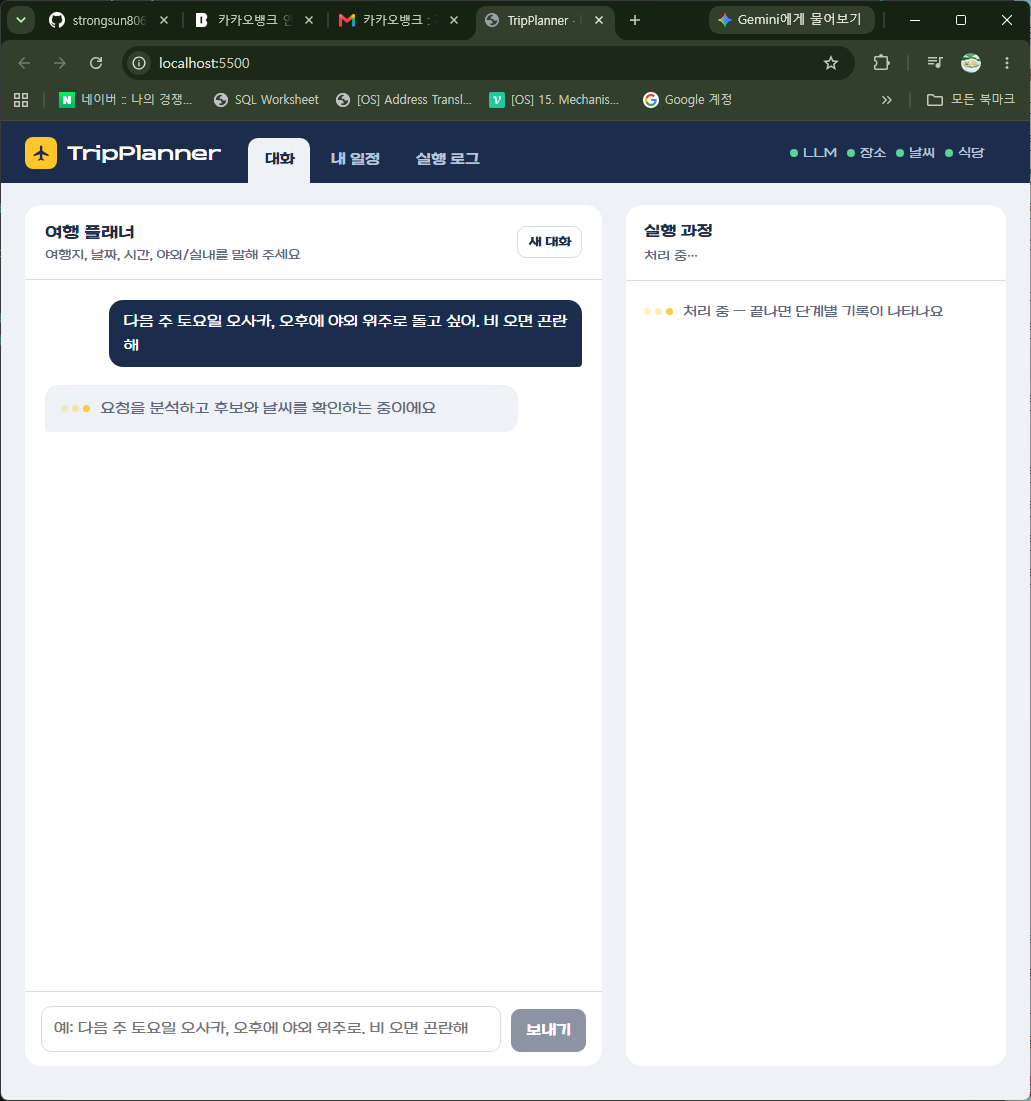 strongsun806
카카오뱅크
카카오뱅크 :
TripPlanner -
Gemini에게 물어보기
localhost:5500
네이버 :: 나의 경쟁...
SQL Worksheet
[OS] Address Transl...
[OS] 15. Mechanis...
Google 계정
모든 북마크
TripPlanner
대화
내 일정
실행 로그
LLM
장소
날씨
식당
여행 플래너
여행지, 날짜, 시간, 야외/실내를 말해 주세요
새 대화
다음 주 토요일 오사카, 오후에 야외 위주로 돌고 싶어. 비 오면 곤란
해
요청을 분석하고 후보와 날씨를 확인하는 중이에요
예: 다음 주 토요일 오사카, 오후에 야외 위주로. 비 오면 곤란해
보내기
실행 과정
처리 중…
처리 중 — 끝나면 단계별 기록이 나타나요